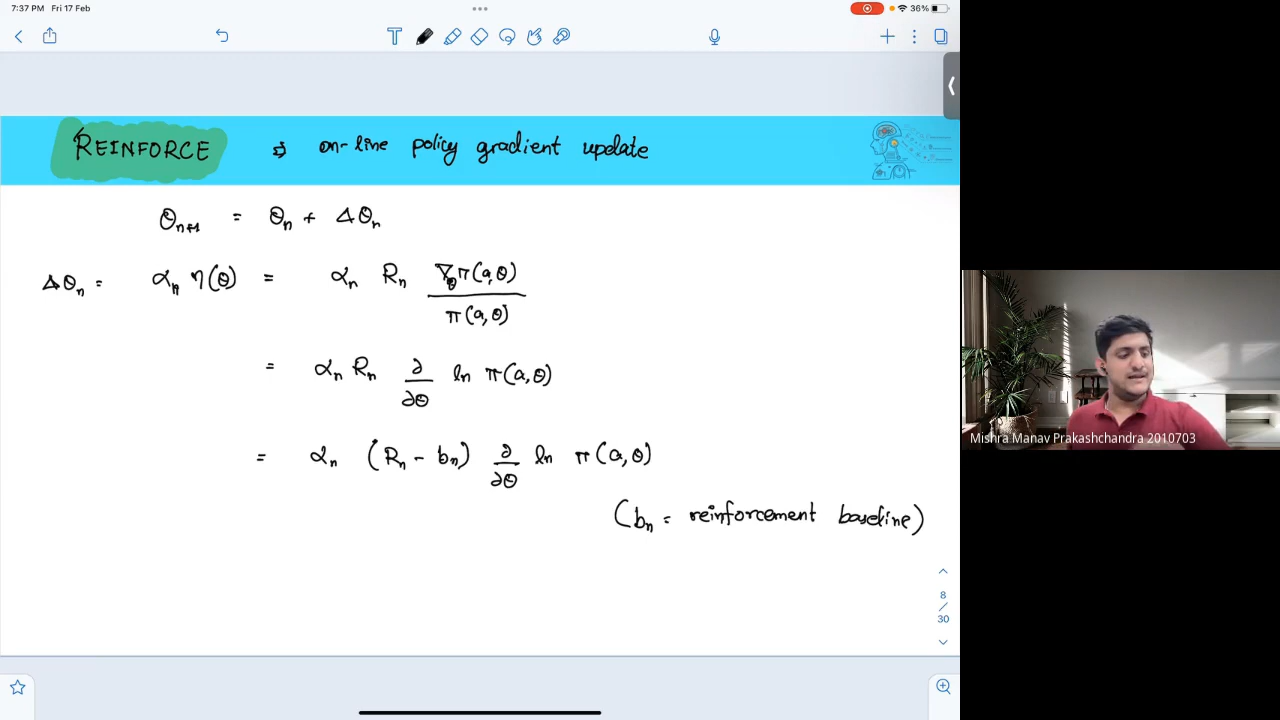 7:37 PM Fri 17 Feb
36%
REINFORCE ⇒ on-line policy gradient update
θₙ₊₁ = θₙ + Δθₙ
Δθₙ = αₙ η(θ) = αₙ Rₙ ∇_θ π(a,θ) / π(a,θ)
= αₙ Rₙ ∂/∂θ ln π(a,θ)
= αₙ (Rₙ - bₙ) ∂/∂θ ln π(a,θ)
(bₙ = reinforcement baseline)
8
/
30
Mishra Manav Prakashchandra 2010703